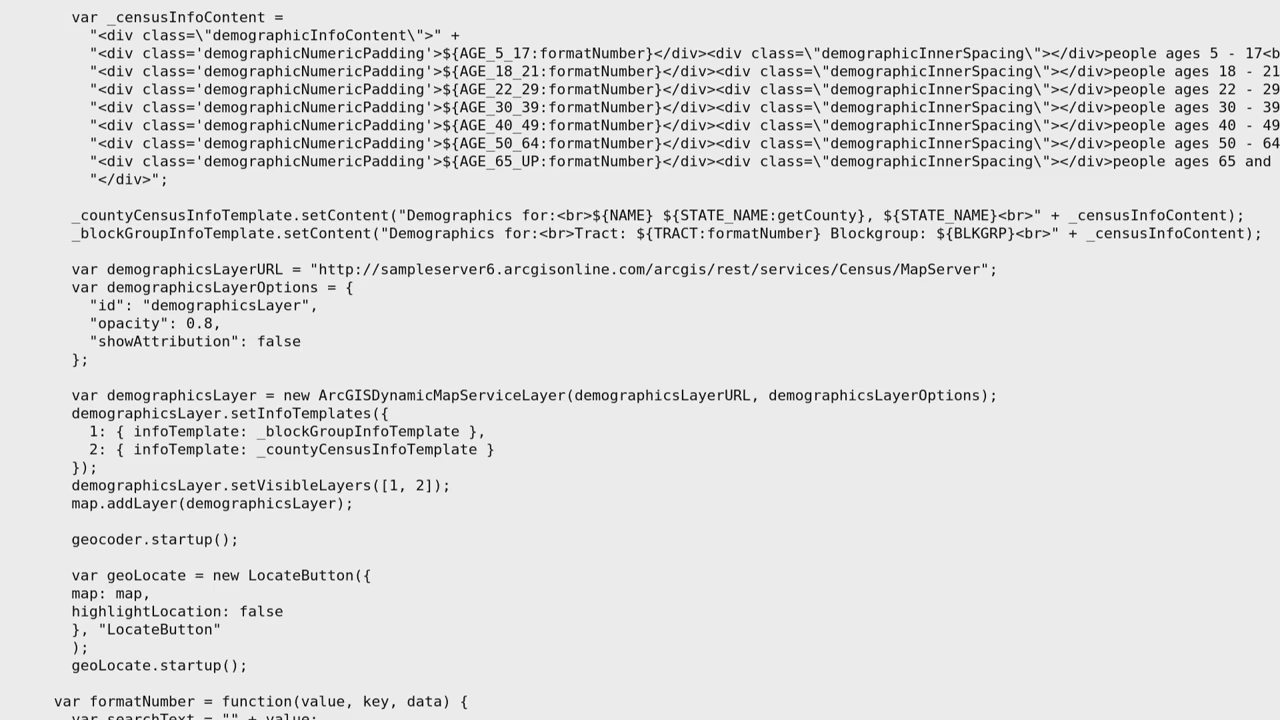 var _censusInfoContent =
"<div class=\"demographicInfoContent\">" +
"<div class='demographicNumericPadding'>${AGE_5_17:formatNumber}</div><div class=\"demographicInnerSpacing\"></div>people ages 5 - 17<b
"<div class='demographicNumericPadding'>${AGE_18_21:formatNumber}</div><div class=\"demographicInnerSpacing\"></div>people ages 18 - 21
"<div class='demographicNumericPadding'>${AGE_22_29:formatNumber}</div><div class=\"demographicInnerSpacing\"></div>people ages 22 - 29
"<div class='demographicNumericPadding'>${AGE_30_39:formatNumber}</div><div class=\"demographicInnerSpacing\"></div>people ages 30 - 39
"<div class='demographicNumericPadding'>${AGE_40_49:formatNumber}</div><div class=\"demographicInnerSpacing\"></div>people ages 40 - 49
"<div class='demographicNumericPadding'>${AGE_50_64:formatNumber}</div><div class=\"demographicInnerSpacing\"></div>people ages 50 - 64
"<div class='demographicNumericPadding'>${AGE_65_UP:formatNumber}</div><div class=\"demographicInnerSpacing\"></div>people ages 65 and
"</div>";
_countyCensusInfoTemplate.setContent("Demographics for:<br>${NAME} ${STATE_NAME:getCounty}, ${STATE_NAME}<br>" + _censusInfoContent);
_blockGroupInfoTemplate.setContent("Demographics for:<br>Tract: ${TRACT:formatNumber} Blockgroup: ${BLKGRP}<br>" + _censusInfoContent);
var demographicsLayerURL = "http://sampleserver6.arcgisonline.com/arcgis/rest/services/Census/MapServer";
var demographicsLayerOptions = {
"id": "demographicsLayer",
"opacity": 0.8,
"showAttribution": false
};
var demographicsLayer = new ArcGISDynamicMapServiceLayer(demographicsLayerURL, demographicsLayerOptions);
demographicsLayer.setInfoTemplates({
1: { infoTemplate: _blockGroupInfoTemplate },
2: { infoTemplate: _countyCensusInfoTemplate }
});
demographicsLayer.setVisibleLayers([1, 2]);
map.addLayer(demographicsLayer);
geocoder.startup();
var geoLocate = new LocateButton({
map: map,
highlightLocation: false
}, "LocateButton"
);
geoLocate.startup();
var formatNumber = function(value, key, data) {
var searchText = "" + value;